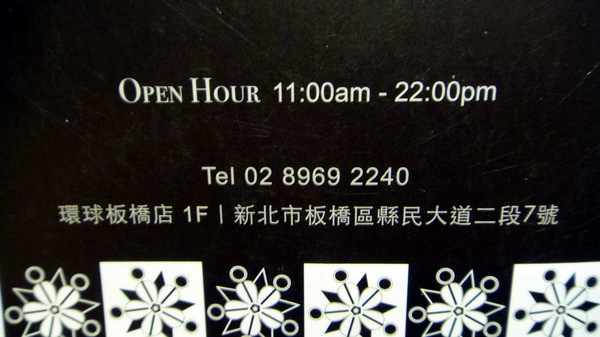 OPEN HOUR 11:00am - 22:00pm
Tel 02 8969 2240
環球板橋店 1F | 新北市板橋區縣民大道二段7號